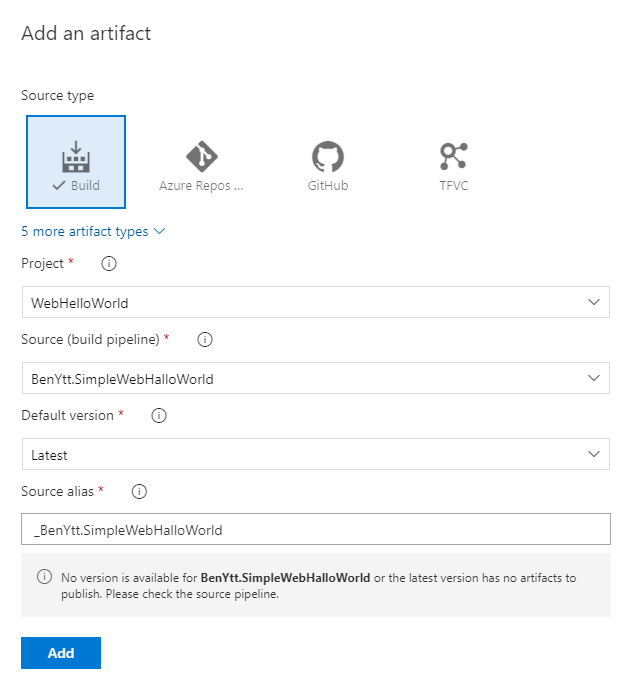 Add an artifact
Source type
Build
Azure Repos ...
GitHub
TFVC
5 more artifact types
Project *
WebHelloWorld
Source (build pipeline) *
BenYtt.SimpleWebHalloWorld
Default version *
Latest
Source alias *
_BenYtt.SimpleWebHalloWorld
No version is available for BenYtt.SimpleWebHalloWorld or the latest version has no artifacts to
publish. Please check the source pipeline.
Add